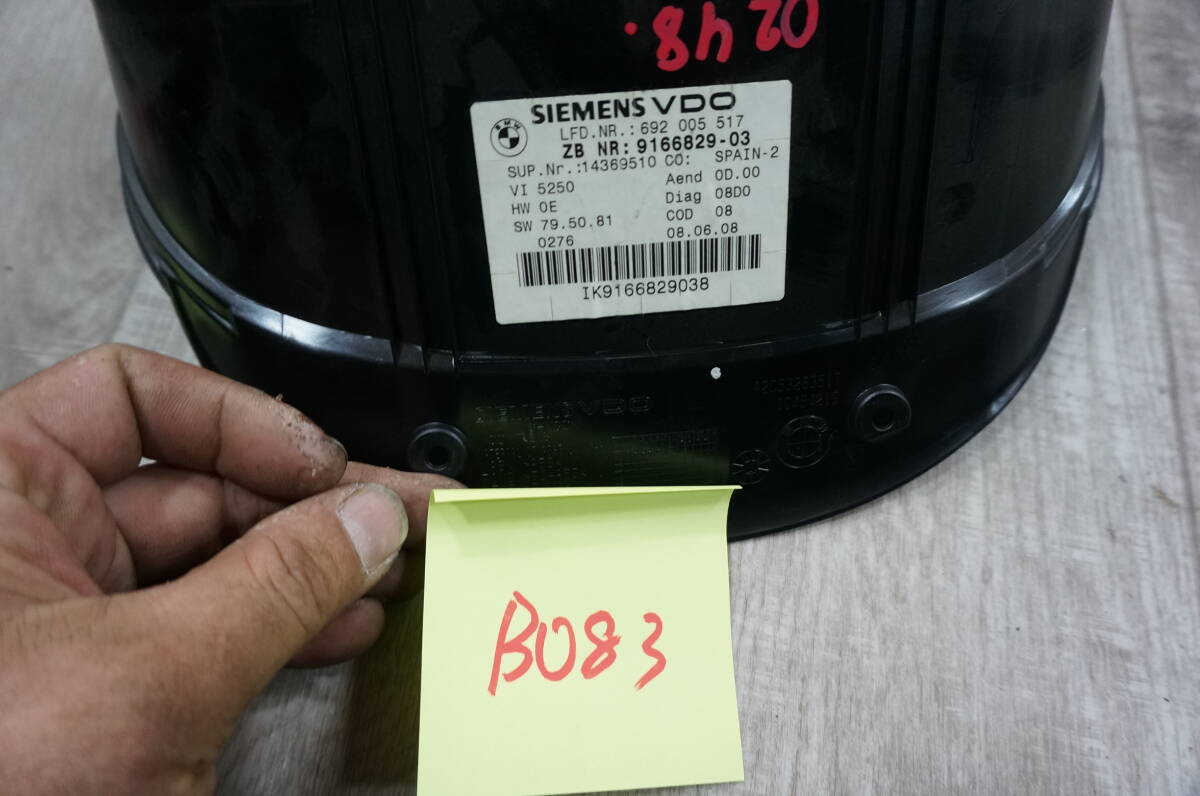 02 48.
SIEMENS VDO
BMW
LFD.NR.: 692 005 517
ZB NR: 9166829-03
SUP.Nr.:14369510 CO: SPAIN-2
VI 5250 Aend 0D.00
HW 0E Diag 08D0
SW 79.50.81 COD 08
0276 08.06.08
IK9166829038
VDO
B083